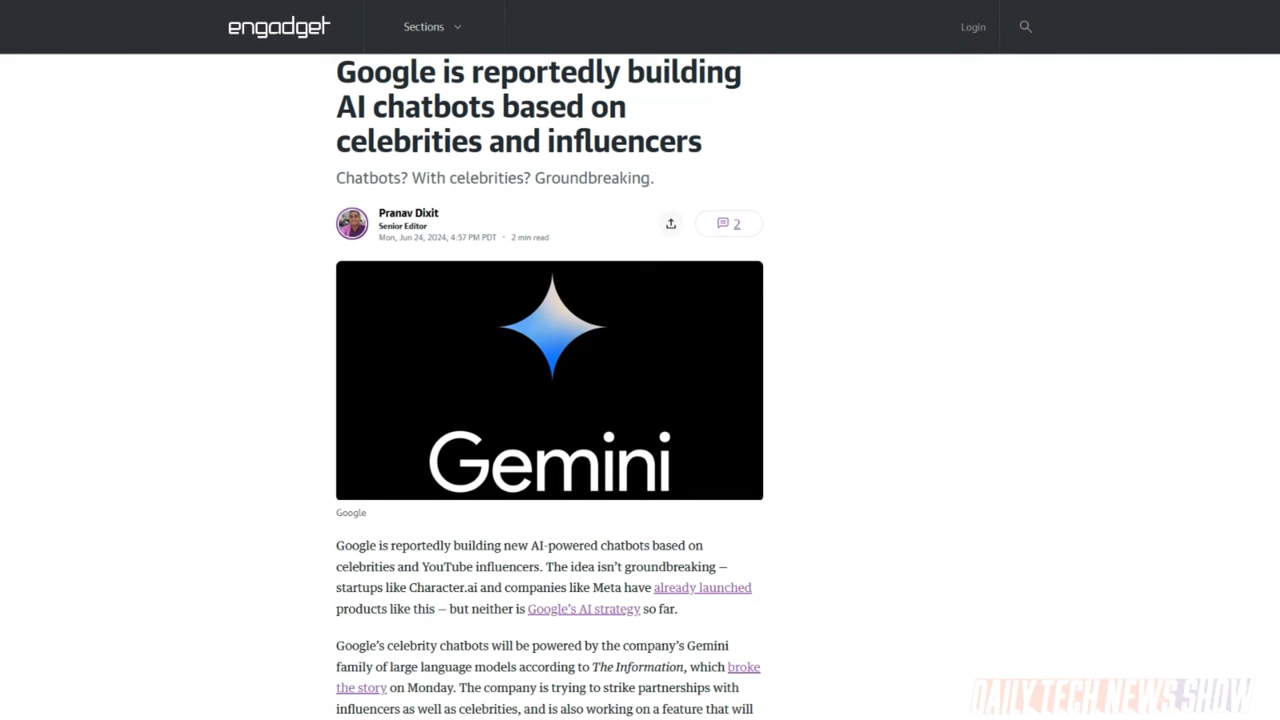 engadget
Sections
Login
Google is reportedly building
AI chatbots based on
celebrities and influencers
Chatbots? With celebrities? Groundbreaking.
Pranav Dixit
Senior Editor
Mon, Jun 24, 2024, 4:57 PM PDT · 2 min read
2
Gemini
Google
Google is reportedly building new AI-powered chatbots based on
celebrities and YouTube influencers. The idea isn't groundbreaking —
startups like Character.ai and companies like Meta have already launched
products like this — but neither is Google's AI strategy so far.
Google's celebrity chatbots will be powered by the company's Gemini
family of large language models according to The Information, which broke
the story on Monday. The company is trying to strike partnerships with
influencers as well as celebrities, and is also working on a feature that will
DAILY TECH NEWS SHOW